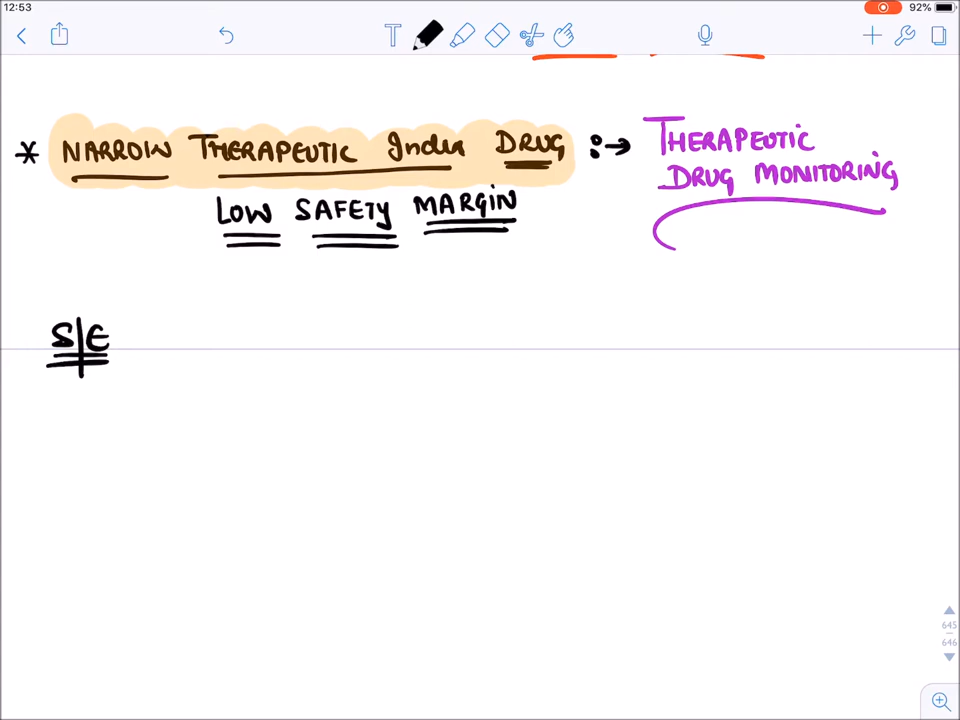 12:53
92%
T
* NARROW THERAPEUTIC Index DRUG :→ THERAPEUTIC
DRUG MONITORING
LOW SAFETY MARGIN
S/E
645
646